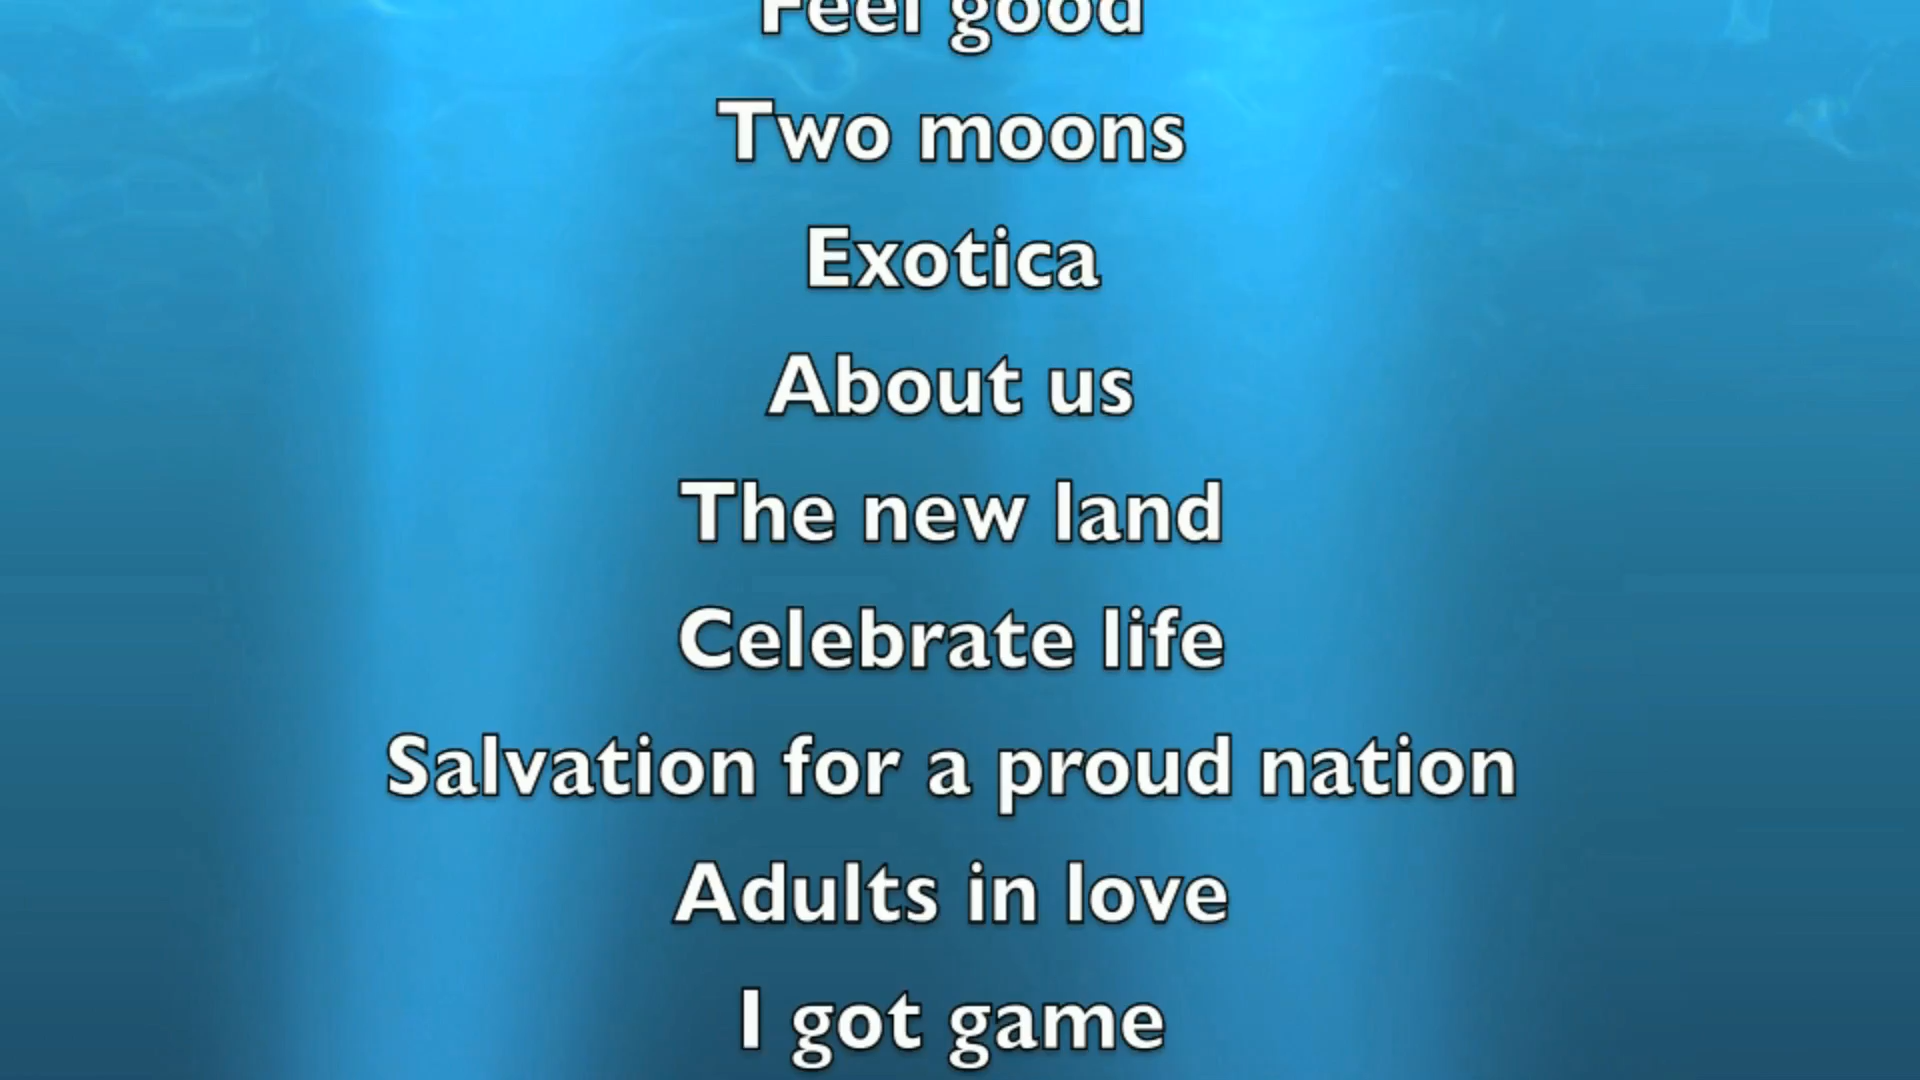 Feel good
Two moons
Exotica
About us
The new land
Celebrate life
Salvation for a proud nation
Adults in love
I got game